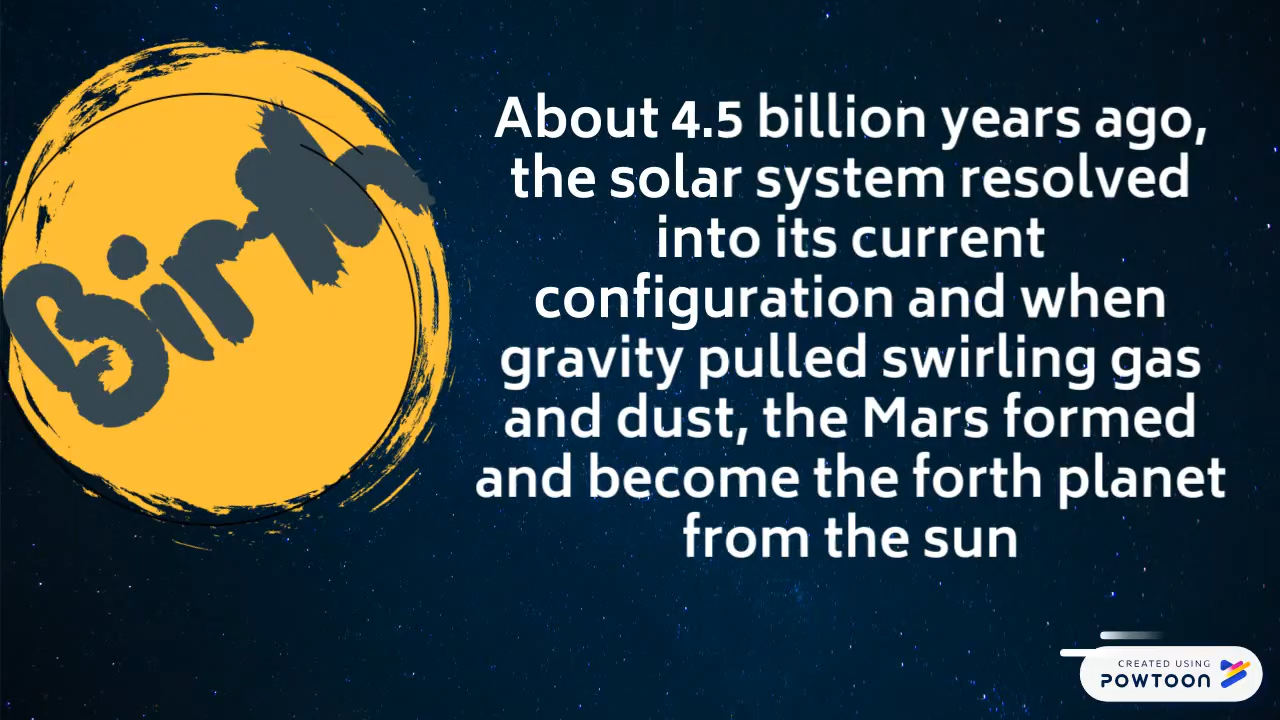 Birth
About 4.5 billion years ago,
the solar system resolved
into its current
configuration and when
gravity pulled swirling gas
and dust, the Mars formed
and become the forth planet
from the sun
CREATED USING
POWTOON